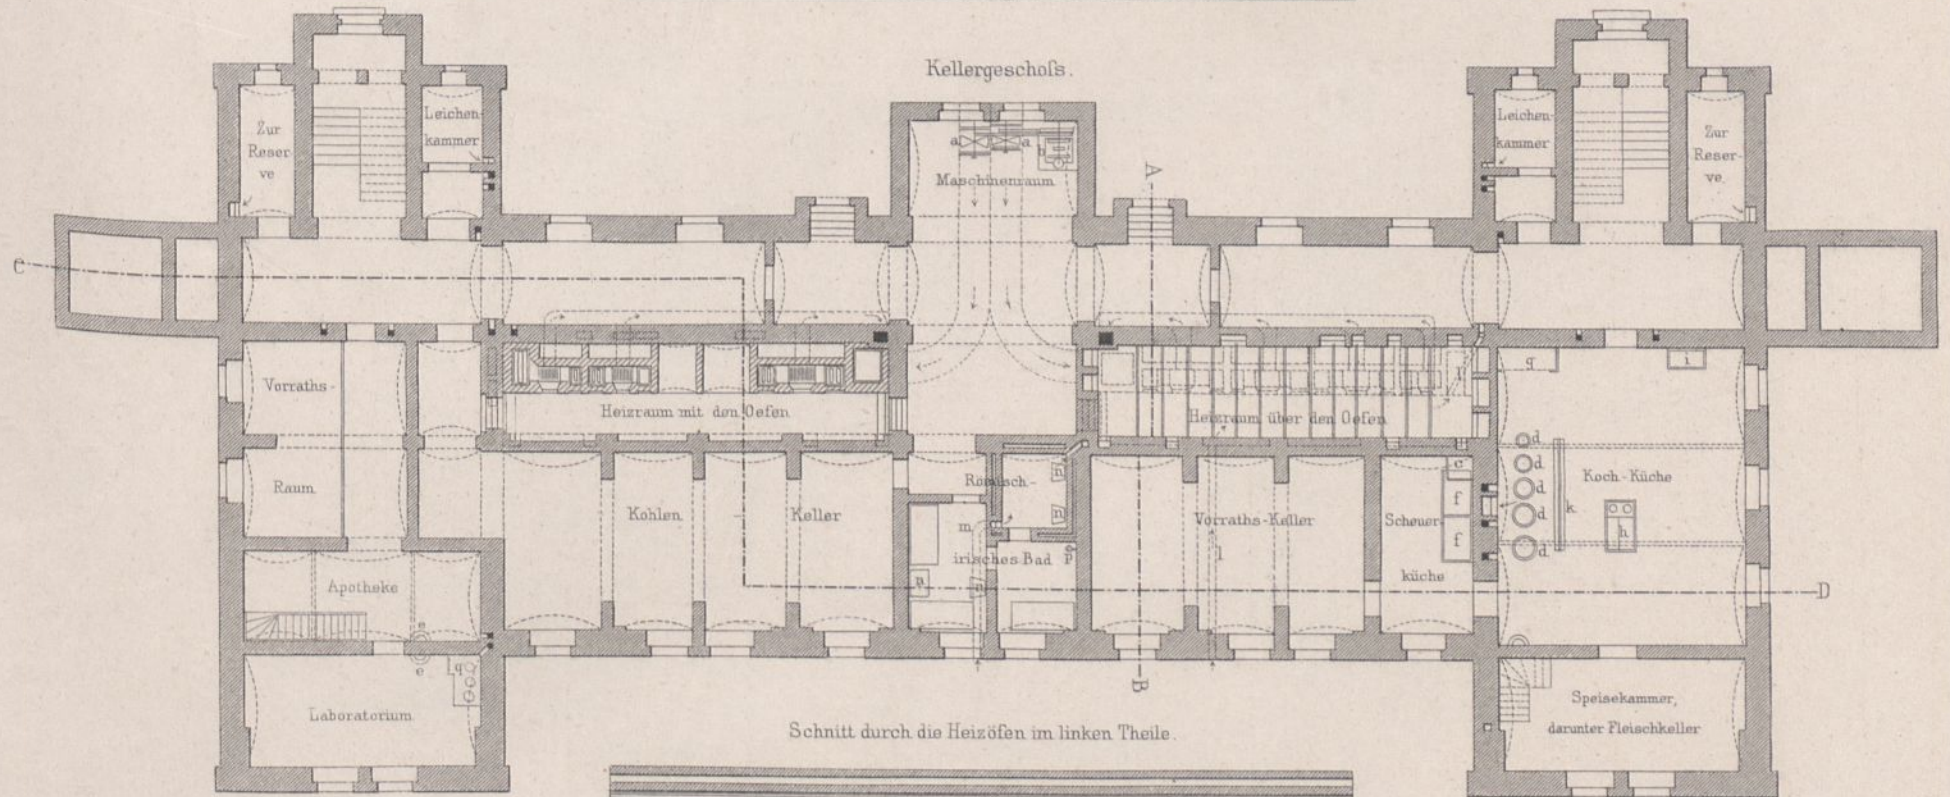 Kellergeschoſs.
Zur
Reser-
ve
Leichen-
kammer
a
a
b
Maschinenraum
A
Leichen-
kammer
Zur
Reser-
ve.
C
Vorraths-
Raum
Heizraum mit den Oefen
Heizraum über den Oefen
g
i
Kohlen
Keller
Römisch-
irisches Bad
m
n
n
n
n
p
Vorraths-Keller
l
Scheuer-
küche
c
f
f
d
d
d
d
d
k
Koch-Küche
h
D
Apotheke
e
e
q
Laboratorium
B
Speisekammer,
darunter Fleischkeller
Schnitt durch die Heizöfen im linken Theile.